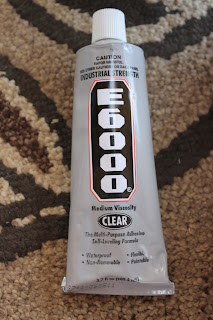 CAUTION
INDUSTRIAL STRENGTH
E6000®
Medium Viscosity
CLEAR
The Multi-Purpose Adhesive
Self-Leveling Formula
• Waterproof • Flexible
• Non-Flammable • Paintable